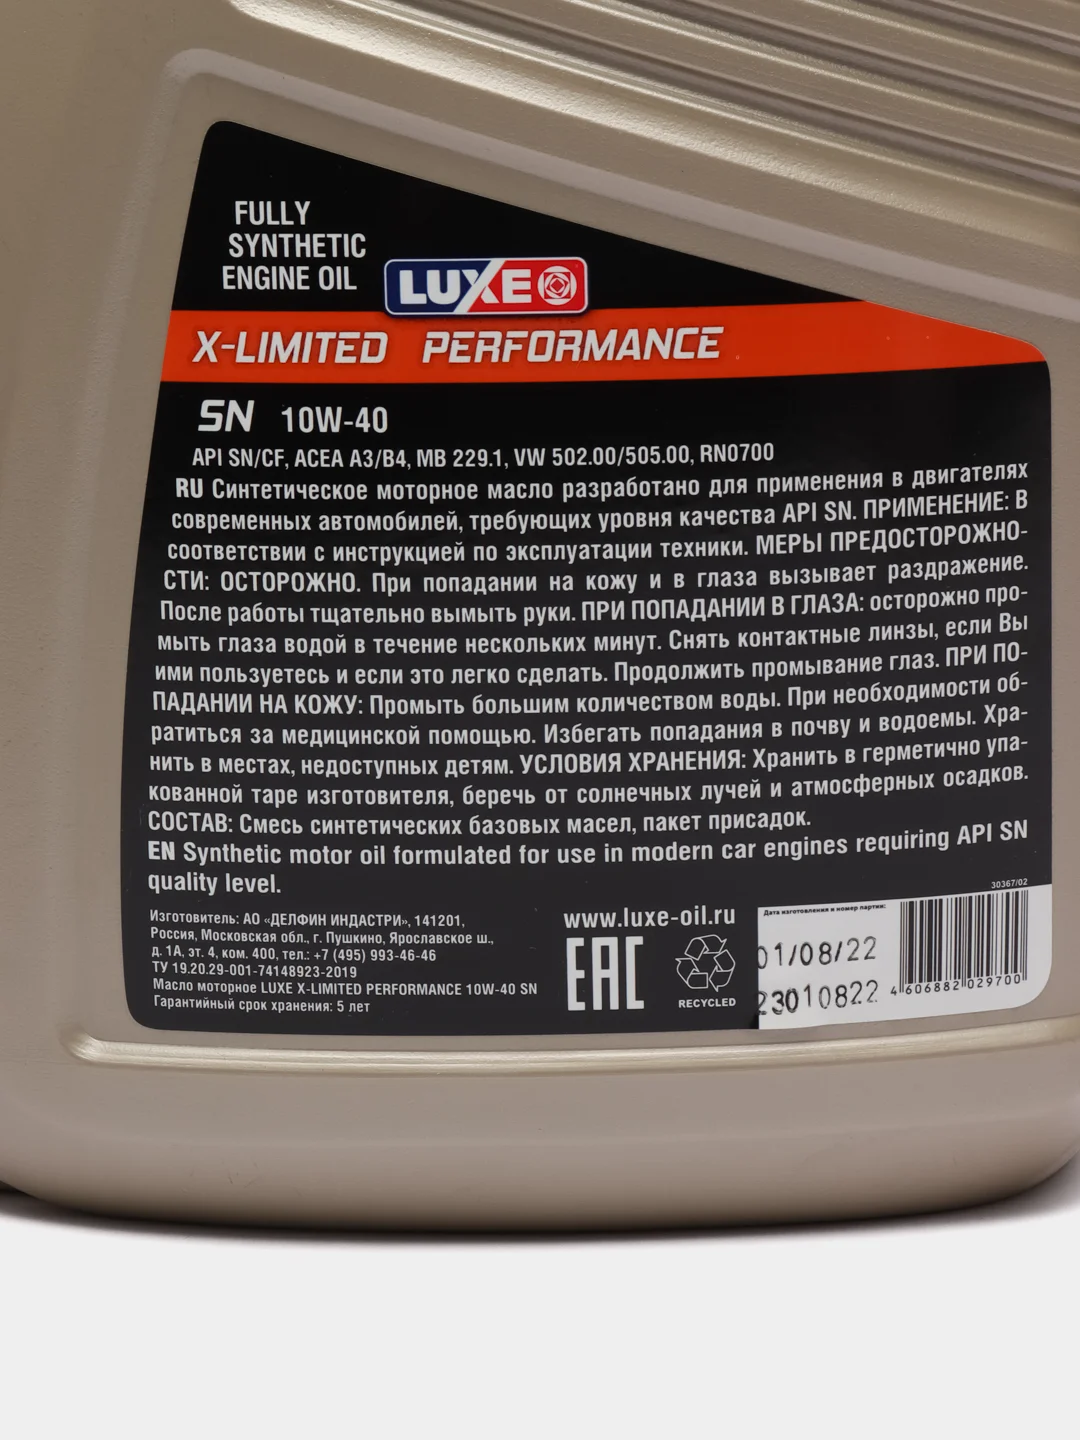 FULLY
SYNTHETIC
ENGINE OIL
LUXE
X-LIMITED PERFORMANCE
SN 10W-40
API SN/CF, ACEA A3/B4, MB 229.1, VW 502.00/505.00, RN0700
RU Синтетическое моторное масло разработано для применения в двигателях
современных автомобилей, требующих уровня качества API SN. ПРИМЕНЕНИЕ: В
соответствии с инструкцией по эксплуатации техники. МЕРЫ ПРЕДОСТОРОЖНО-
СТИ: ОСТОРОЖНО. При попадании на кожу и в глаза вызывает раздражение.
После работы тщательно вымыть руки. ПРИ ПОПАДАНИИ В ГЛАЗА: осторожно про-
мыть глаза водой в течение нескольких минут. Снять контактные линзы, если Вы
ими пользуетесь и если это легко сделать. Продолжить промывание глаз. ПРИ ПО-
ПАДАНИИ НА КОЖУ: Промыть большим количеством воды. При необходимости об-
ратиться за медицинской помощью. Избегать попадания в почву и водоемы. Хра-
нить в местах, недоступных детям. УСЛОВИЯ ХРАНЕНИЯ: Хранить в герметично упа-
кованной таре изготовителя, беречь от солнечных лучей и атмосферных осадков.
СОСТАВ: Смесь синтетических базовых масел, пакет присадок.
EN Synthetic motor oil formulated for use in modern car engines requiring API SN
quality level.
30367/02
Изготовитель: АО «ДЕЛФИН ИНДАСТРИ», 141201,
Россия, Московская обл., г. Пушкино, Ярославское ш.,
д. 1А, эт. 4, ком. 400, тел.: +7 (495) 993-46-46
ТУ 19.20.29-001-74148923-2019
Масло моторное LUXE X-LIMITED PERFORMANCE 10W-40 SN
Гарантийный срок хранения: 5 лет
www.luxe-oil.ru
EAC
RECYCLED
Дата изготовления и номер партии:
01/08/22
23010822
4 606882 029700